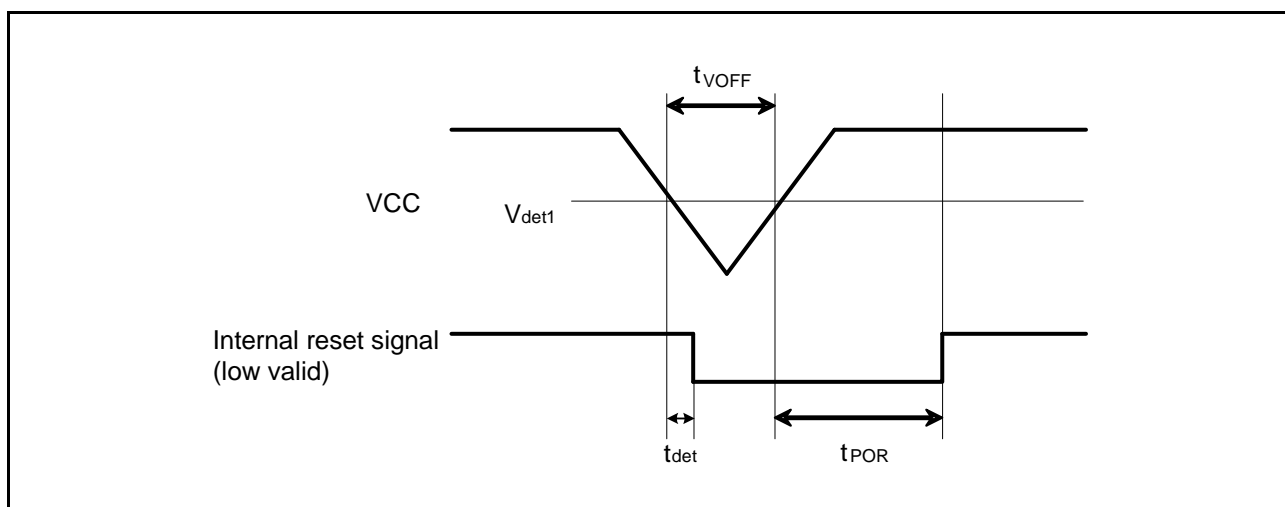 tVOFF
VCC
Vdet1
Internal reset signal
(low valid)
tdet
tPOR